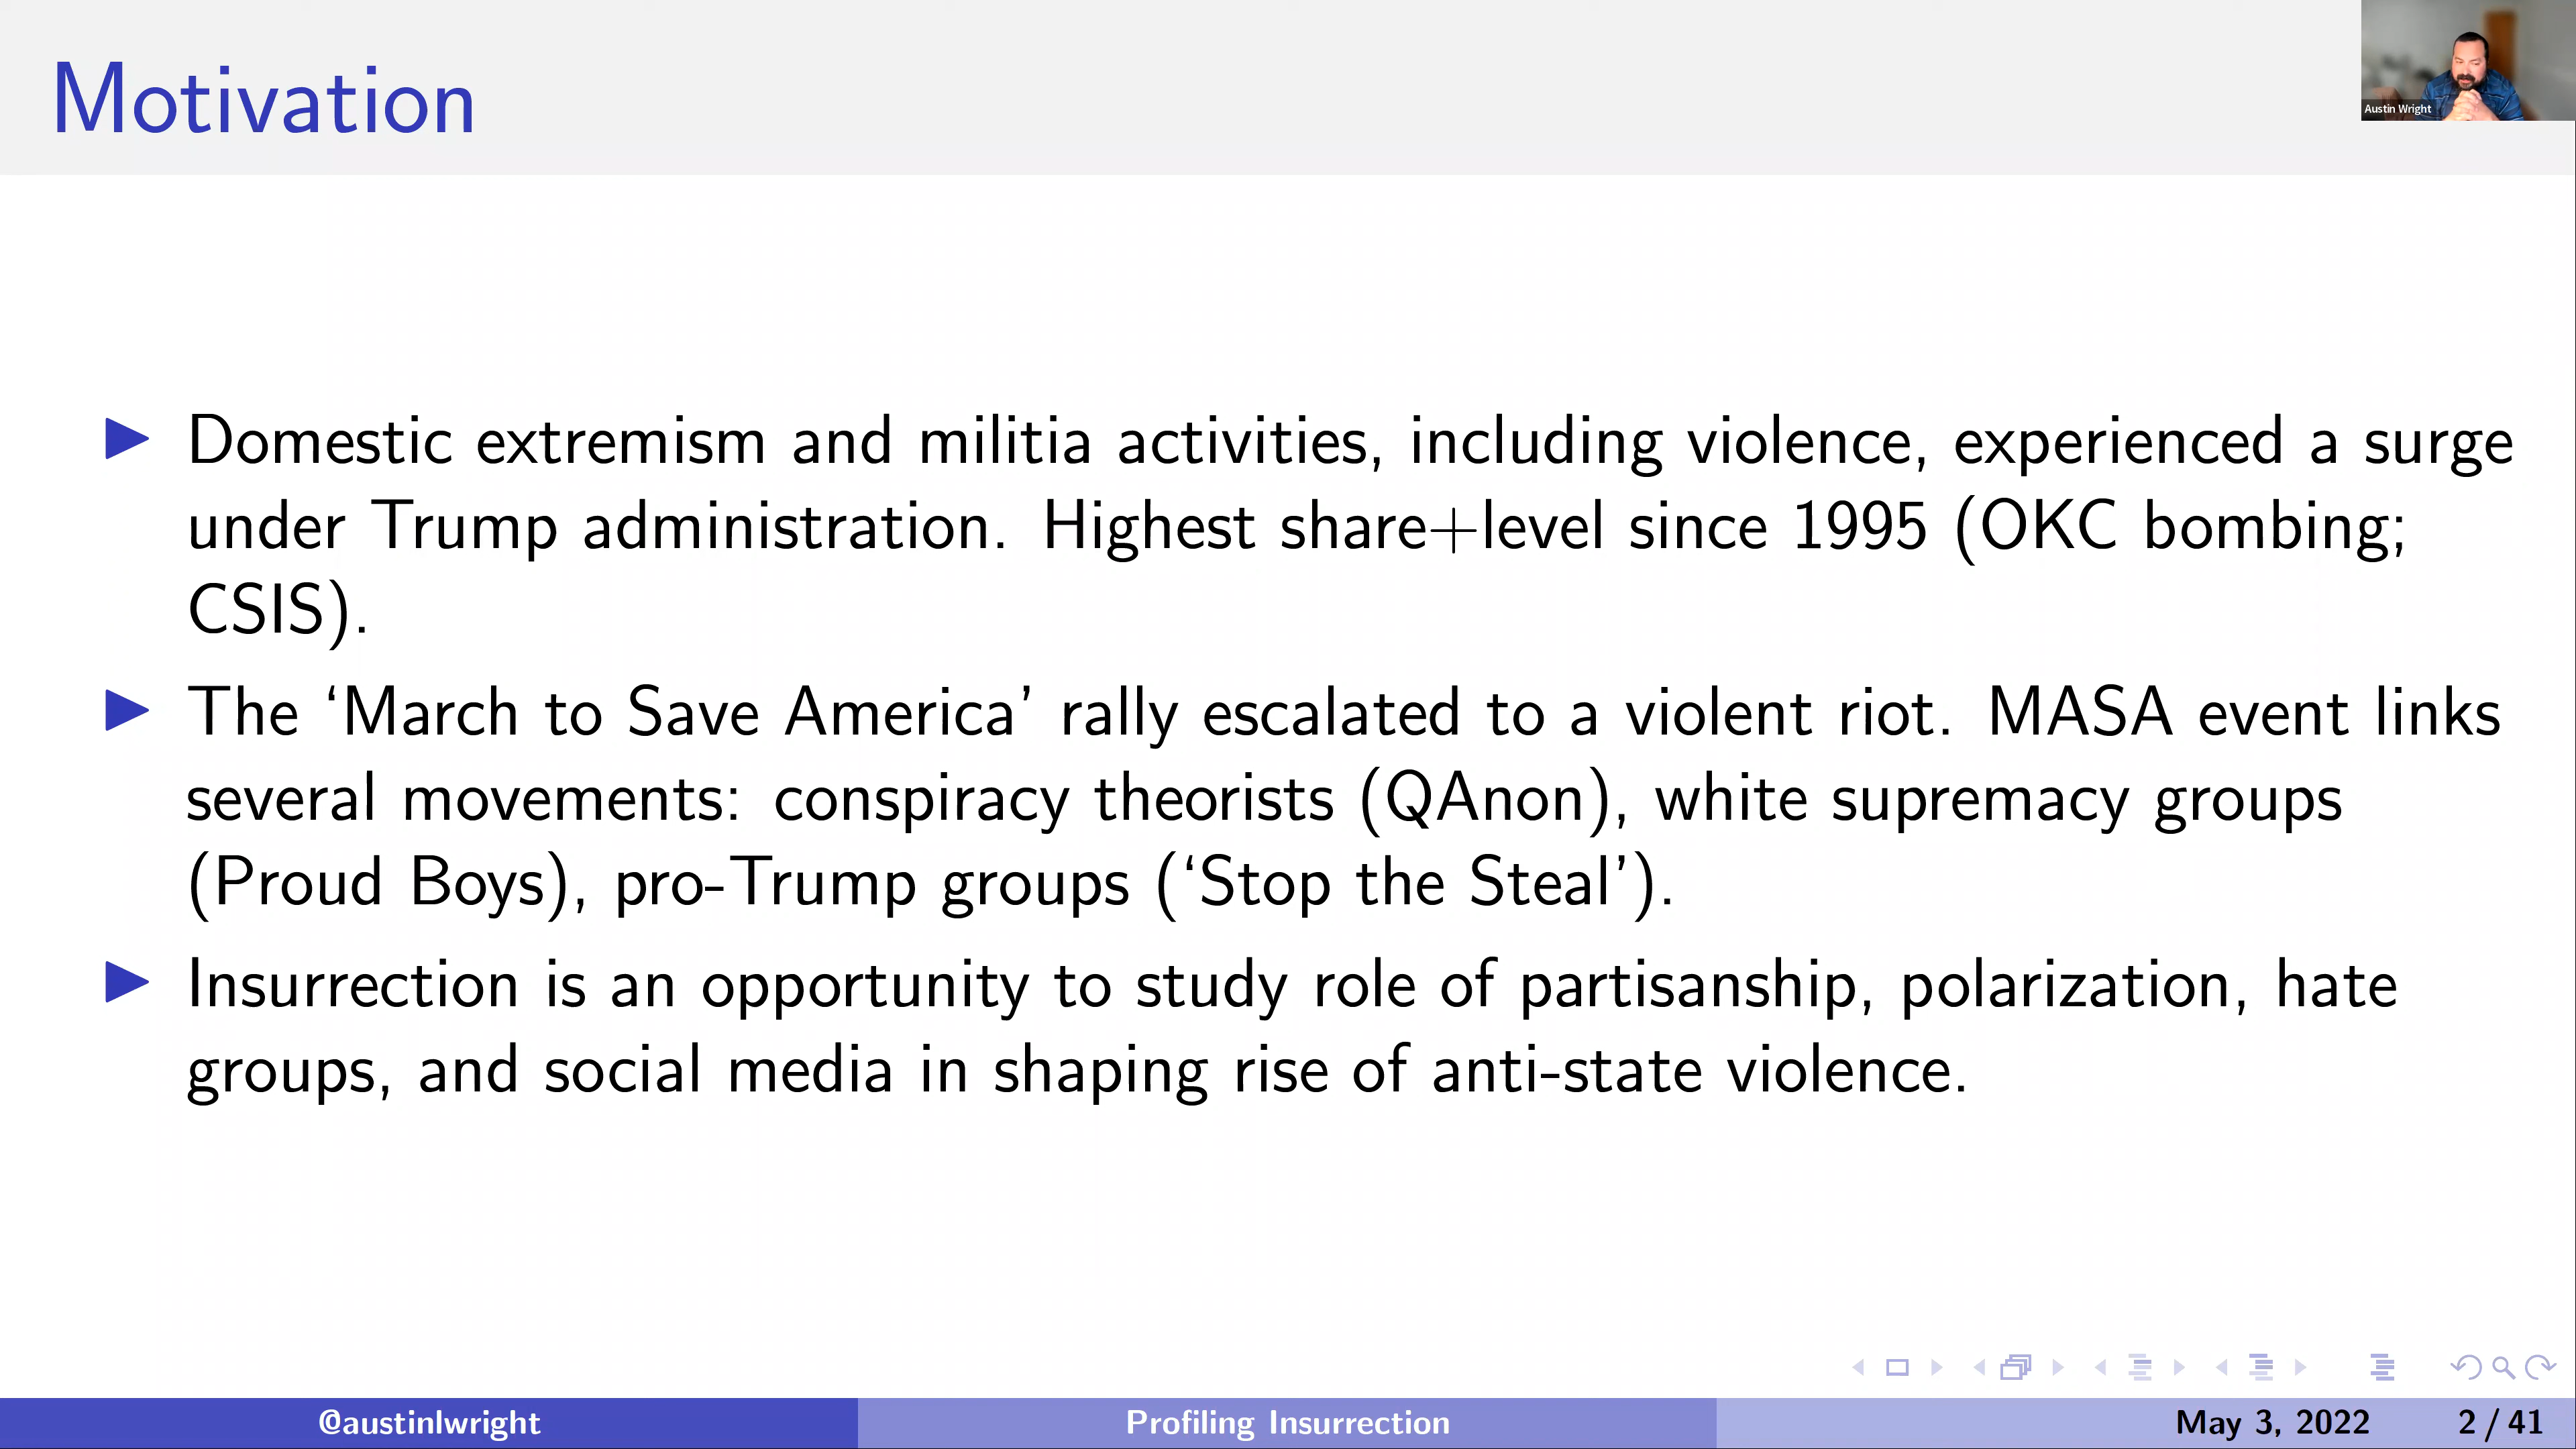 Motivation
Austin Wright
Domestic extremism and militia activities, including violence, experienced a surge
under Trump administration. Highest share+level since 1995 (OKC bombing;
CSIS).
The ‘March to Save America’ rally escalated to a violent riot. MASA event links
several movements: conspiracy theorists (QAnon), white supremacy groups
(Proud Boys), pro-Trump groups (‘Stop the Steal’).
Insurrection is an opportunity to study role of partisanship, polarization, hate
groups, and social media in shaping rise of anti-state violence.
@austinlwright Profiling Insurrection May 3, 2022 2 / 41